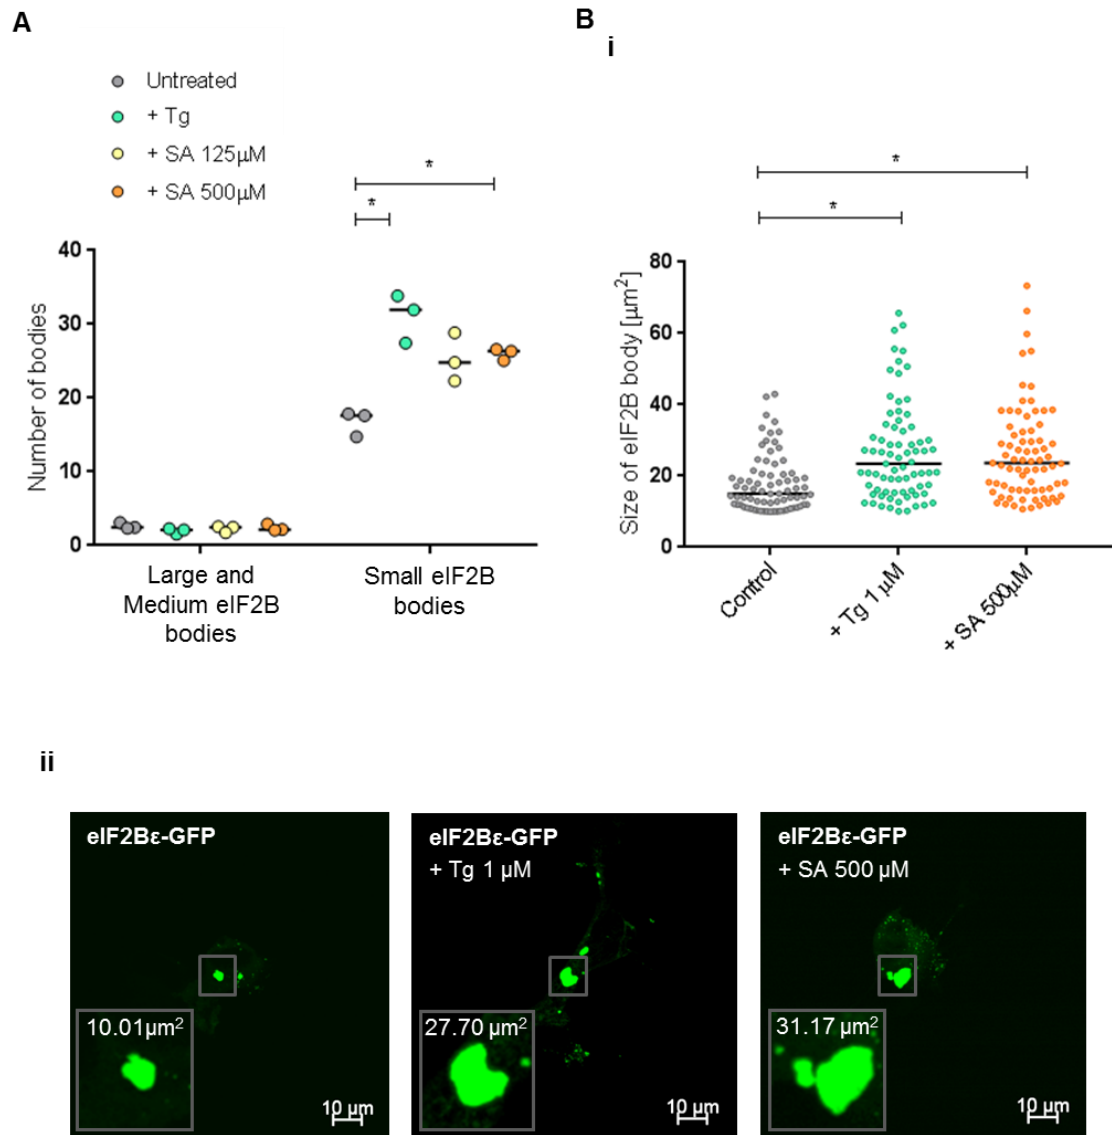 A
Untreated
+ Tg
+ SA 125µM
+ SA 500µM
*
*
Number of bodies
40
30
20
10
0
Large and
Medium eIF2B
bodies
Small eIF2B
bodies
B
i
*
*
Size of eIF2B body [µm²]
80
60
40
20
0
Control
+ Tg 1 µM
+ SA 500µM
ii
eIF2Bε-GFP
10.01µm²
10 µm
eIF2Bε-GFP
+ Tg 1 µM
27.70 µm²
10 µm
eIF2Bε-GFP
+ SA 500 µM
31.17 µm²
10 µm